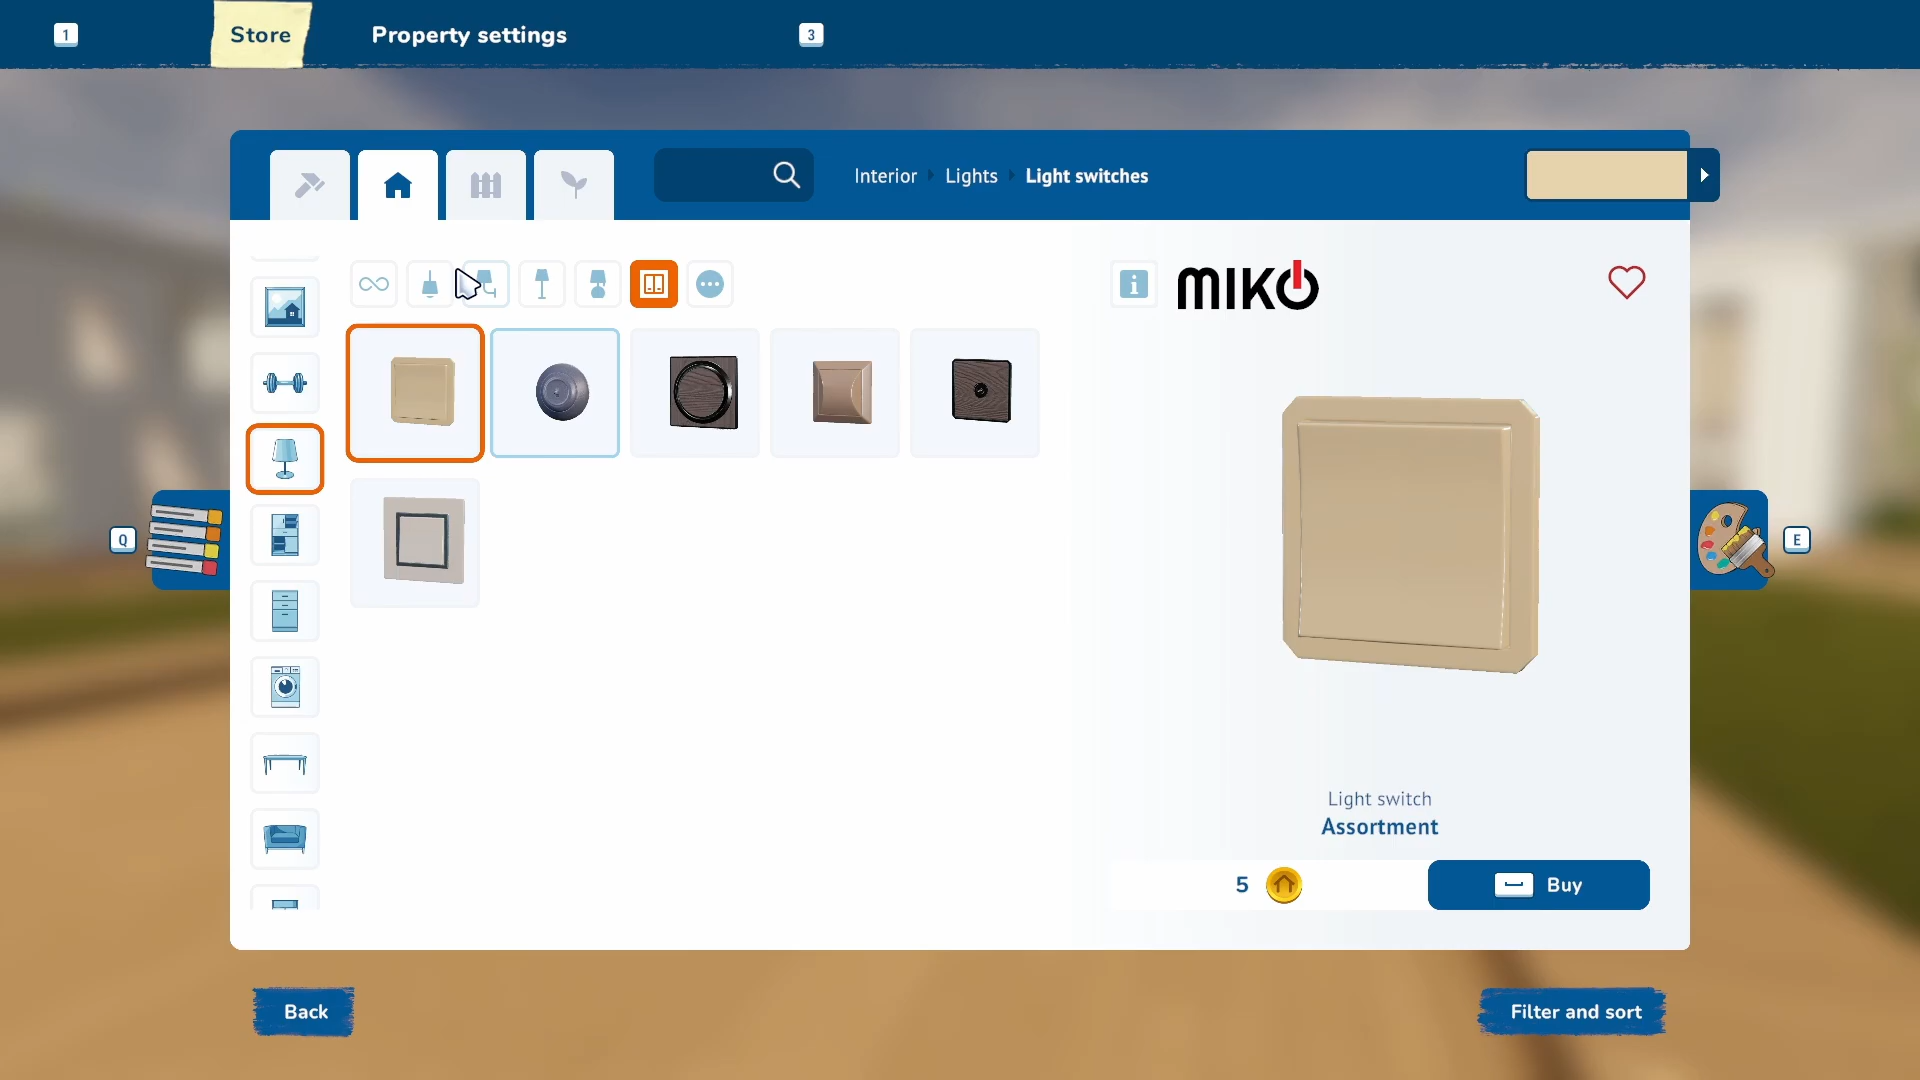 1
Store
Property settings
3
Interior Lights Light switches
MIKO
Q
E
Light switch
Assortment
5
Buy
Back
Filter and sort